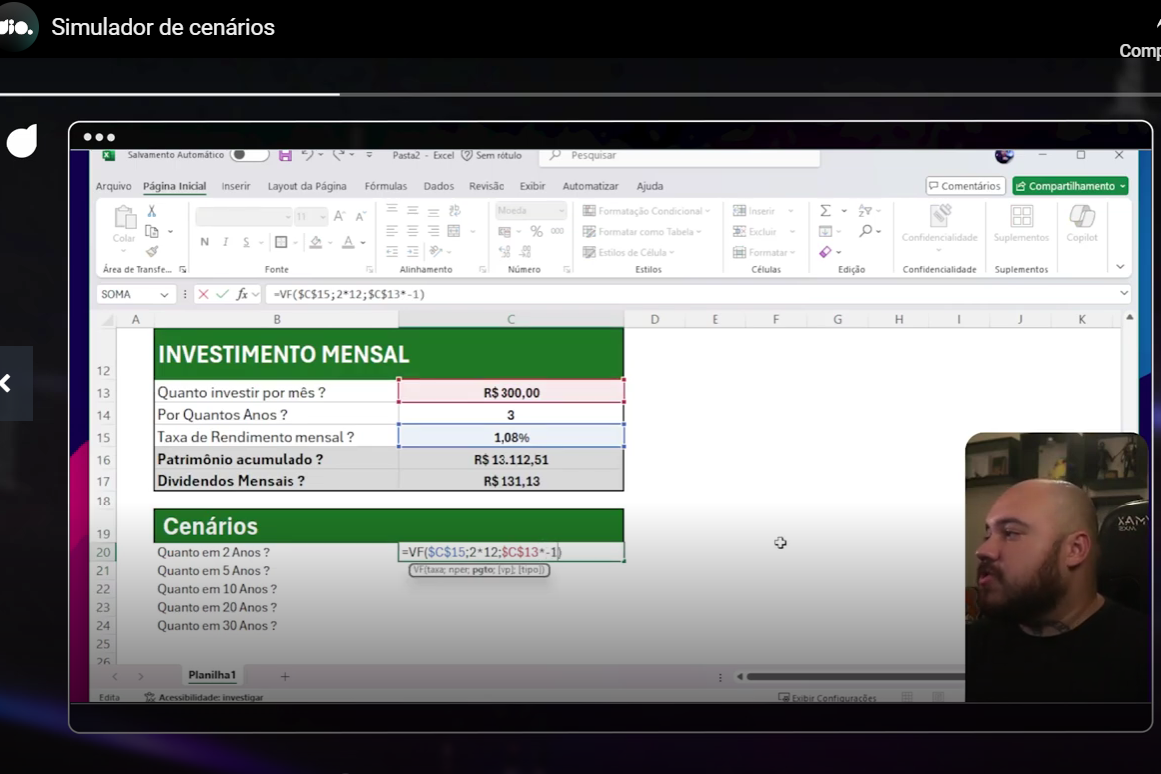 dio. Simulador de cenários
Comp
Salvamento Automático Pasta2 - Excel Sem rótulo Pesquisar
Arquivo Página Inicial Inserir Layout da Página Fórmulas Dados Revisão Exibir Automatizar Ajuda Comentários Compartilhamento
Colar 11 A A Moeda Formatação Condicional Inserir
N I S A % 000 Formatar como Tabela Excluir Confidencialidade Suplementos Copilot
Estilos de Célula Formatar
Área de Transfe... Fonte Alinhamento Número Estilos Células Edição Confidencialidade Suplementos
SOMA fx =VF($C$15;2*12;$C$13*-1)
A B C D E F G H I J K
12 INVESTIMENTO MENSAL
13 Quanto investir por mês ? R$ 300,00
14 Por Quantos Anos ? 3
15 Taxa de Rendimento mensal ? 1,08%
16 Patrimônio acumulado ? R$ 13.112,51
17 Dividendos Mensais ? R$ 131,13
18
19 Cenários
20 Quanto em 2 Anos ? =VF($C$15;2*12;$C$13*-1)
21 Quanto em 5 Anos ? VF(taxa; nper; pgto; [vp]; [tipo])
22 Quanto em 10 Anos ?
23 Quanto em 20 Anos ?
24 Quanto em 30 Anos ?
25
26
Planilha1
Edita Acessibilidade: investigar Exibir Configurações